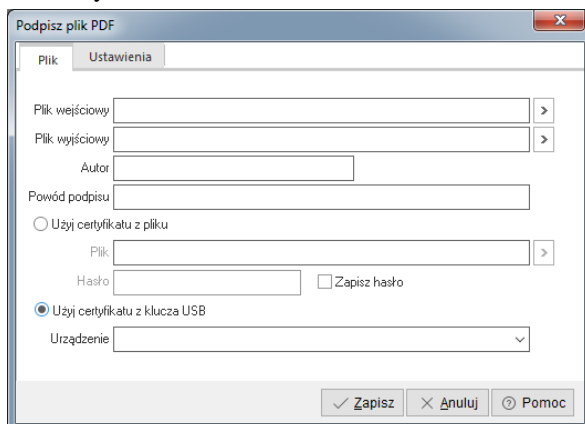 Podpisz plik PDF
Plik Ustawienia
Plik wejściowy
Plik wyjściowy
Autor
Powód podpisu
Użyj certyfikatu z pliku
Plik
Hasło Zapisz hasło
Użyj certyfikatu z klucza USB
Urządzenie
Zapisz Anuluj Pomoc